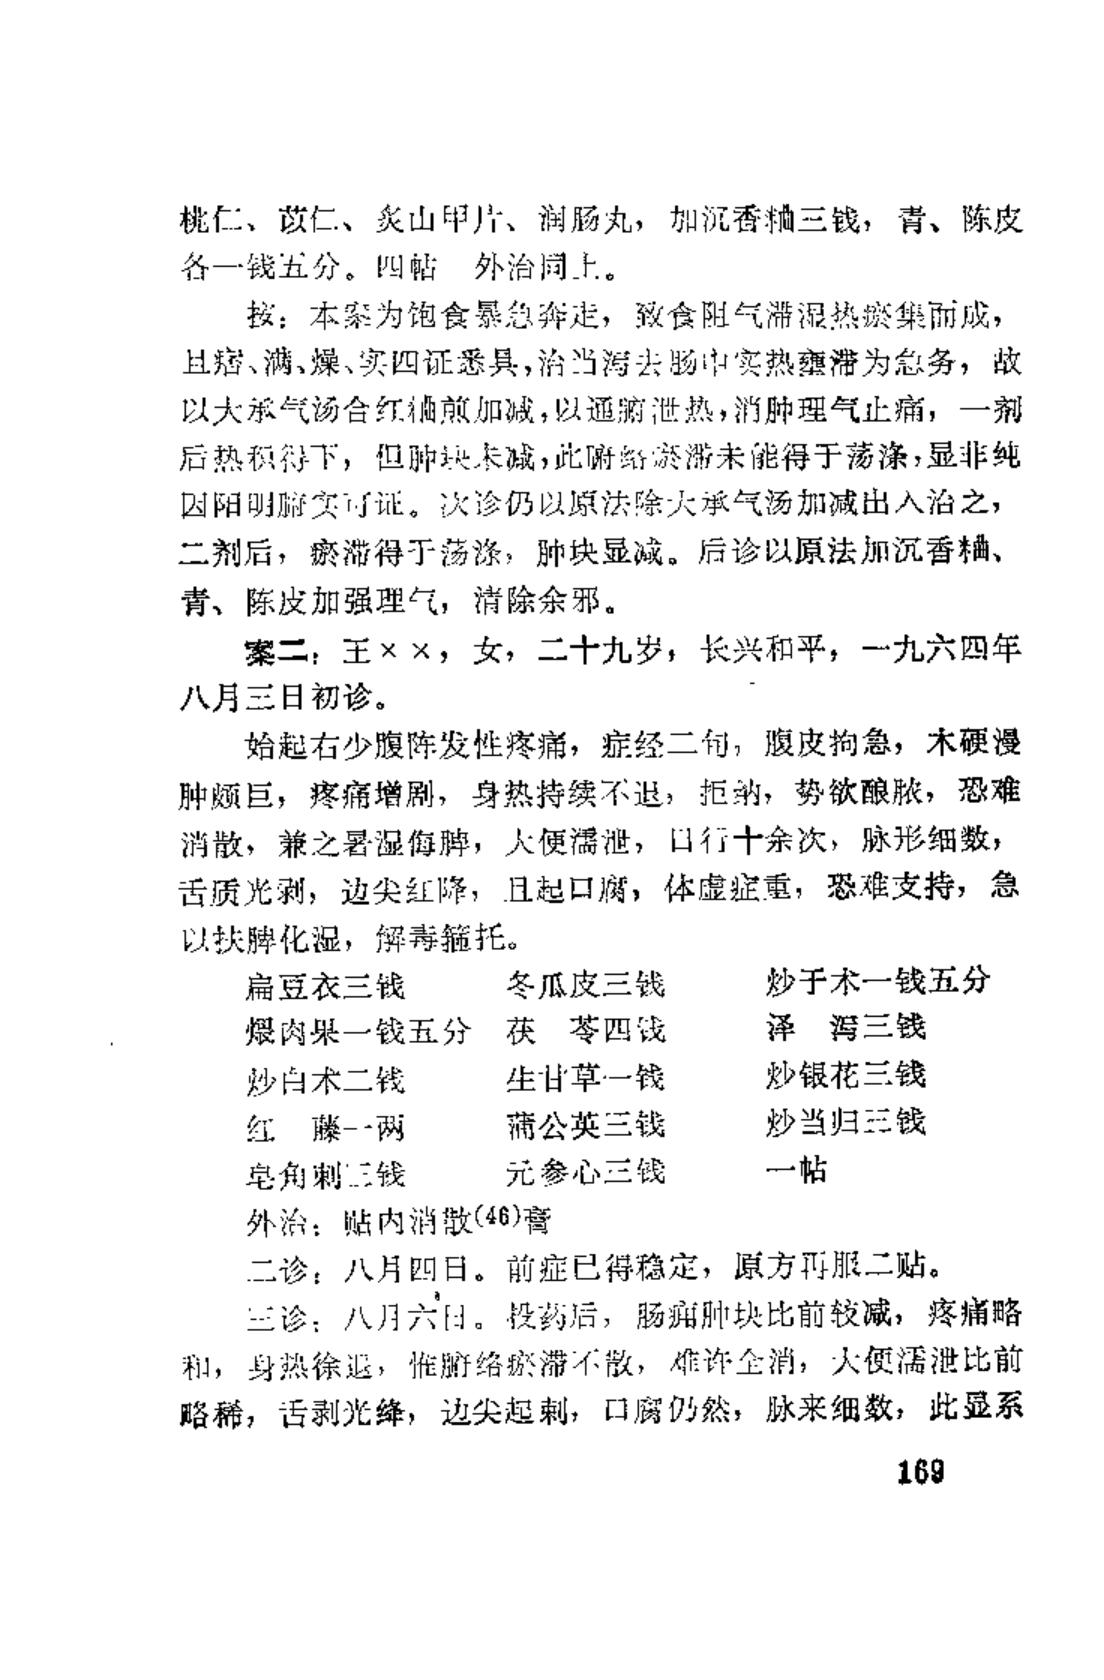 桃仁、苡仁、炙山甲片、润肠丸，加沉香粬三钱，青、陈皮
各一钱五分。四帖　外治同上。
按：本案为饱食暴急奔走，致食阻气滞湿热瘀集而成，
且痞、满、燥、实四证悉具，治当泻去肠中实热壅滞为急务，故
以大承气汤合红粬煎加减，以通腑泄热，消肿理气止痛，一剂
后热积得下，但肿块未减，此腑络瘀滞未能得于荡涤，显非纯
因阳明腑实可证。次诊仍以原法除大承气汤加减出入治之，
二剂后，瘀滞得于荡涤，肿块显减。后诊以原法加沉香粬、
青、陈皮加强理气，清除余邪。
案二：王××，女，二十九岁，长兴和平，一九六四年
八月三日初诊。
始起右少腹阵发性疼痛，症经二旬，腹皮拘急，木硬漫
肿颇巨，疼痛增剧，身热持续不退，拒纳，势欲酿脓，恐难
消散，兼之暑湿侮脾，大便濡泄，日行十余次，脉形细数，
舌质光剥，边尖红降，且起口腐，体虚症重，恐难支持，急
以扶脾化湿，解毒箍托。
扁豆衣三钱　冬瓜皮三钱　炒于术一钱五分
煨肉果一钱五分　茯　苓四钱　泽　泻三钱
炒白术二钱　生甘草一钱　炒银花三钱
红　藤一两　蒲公英三钱　炒当归三钱
皂角刺三钱　元参心三钱　一帖
外治：贴内消散(46)膏
二诊：八月四日。前症已得稳定，原方再服二贴。
三诊：八月六日。投药后，肠痈肿块比前较减，疼痛略
和，身热徐退，惟腑络瘀滞不散，难许全消，大便濡泄比前
略稀，舌剥光绛，边尖起刺，口腐仍然，脉来细数，此显系
169